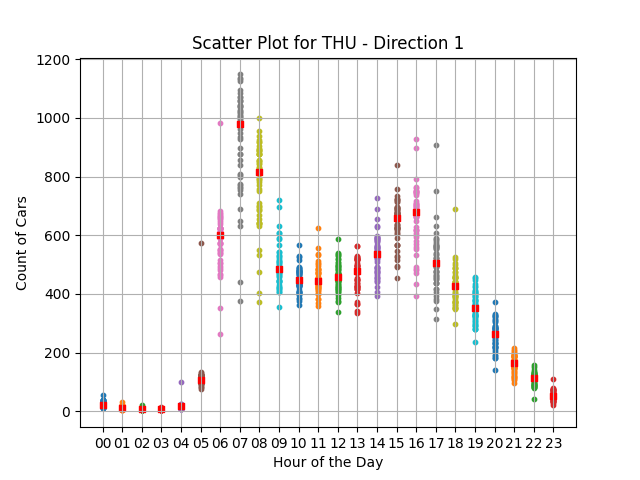 Scatter Plot for THU - Direction 1
1200
1000
800
600
400
200
0
Count of Cars
00 01 02 03 04 05 06 07 08 09 10 11 12 13 14 15 16 17 18 19 20 21 22 23
Hour of the Day